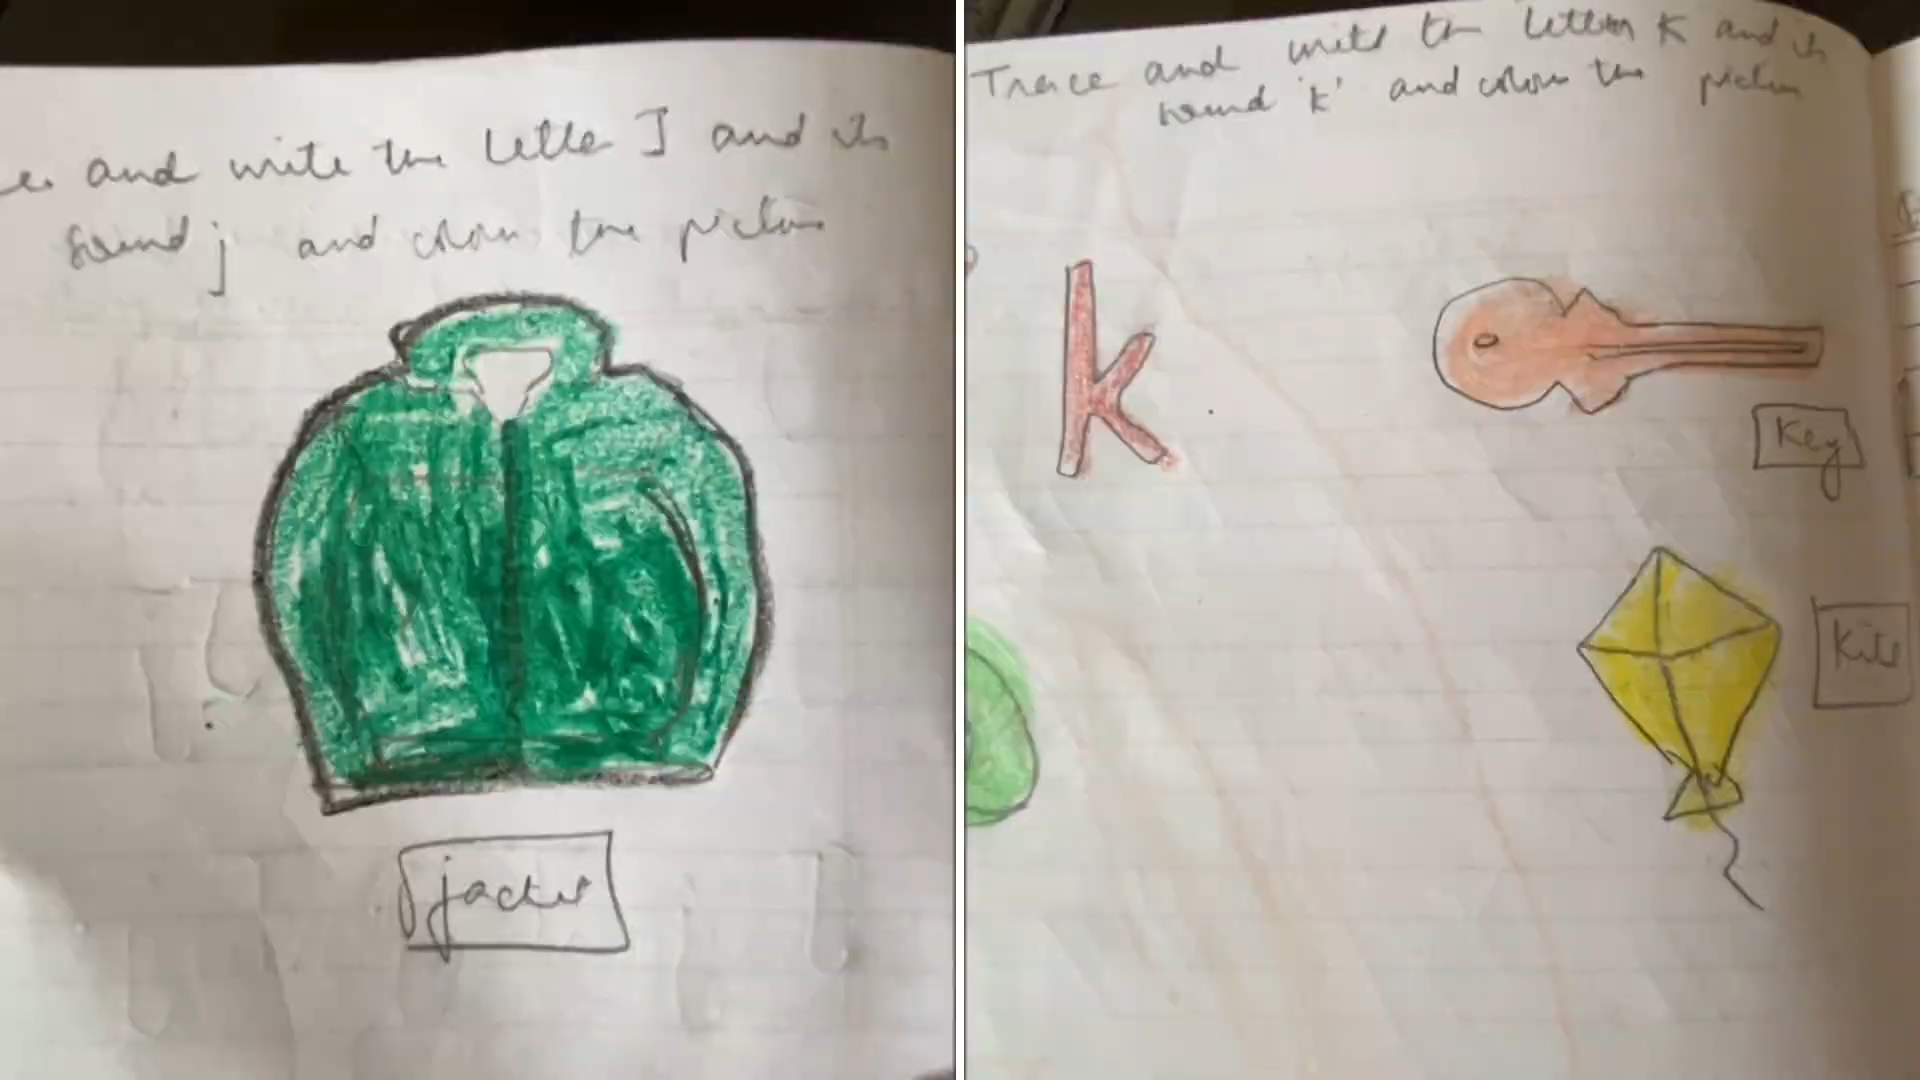 and write the letter J and its
sound j and colour the picture
jacket
Trace and write the letter K and its
sound 'k' and colour the picture
k
Key
Kite